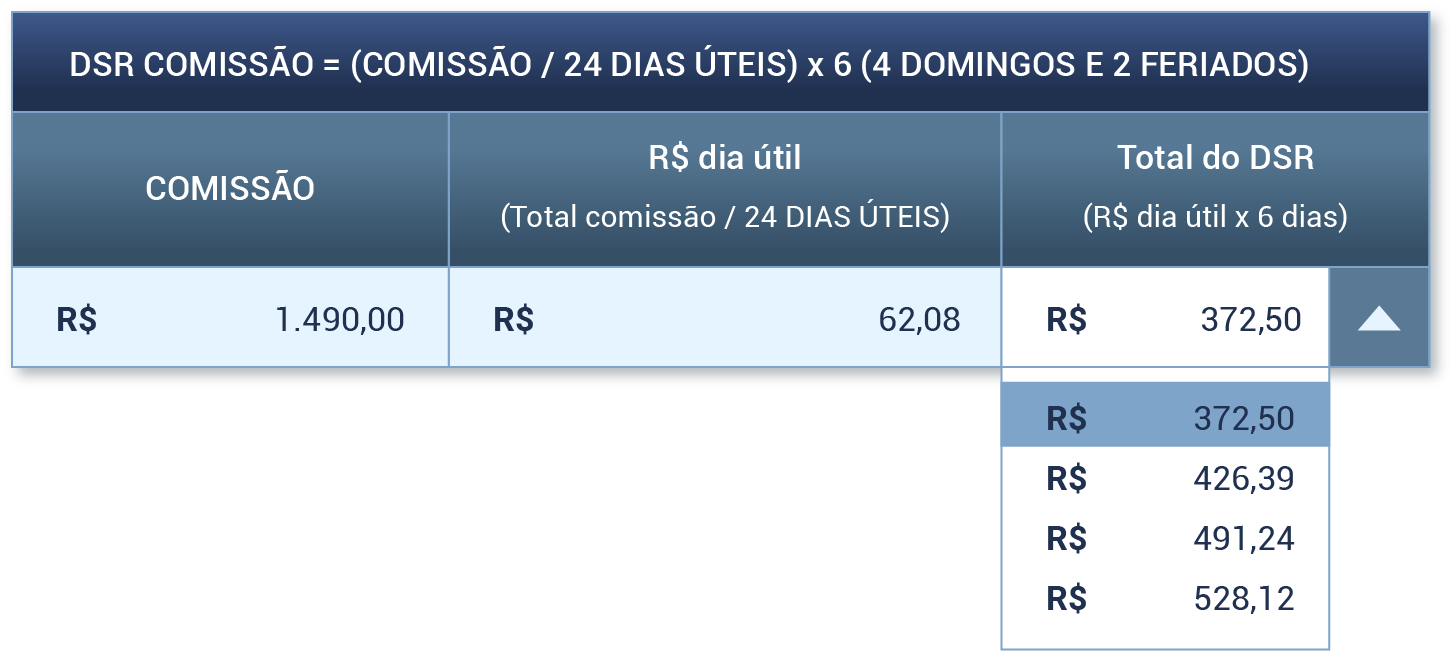 DSR COMISSÃO = (COMISSÃO / 24 DIAS ÚTEIS) x 6 (4 DOMINGOS E 2 FERIADOS)
COMISSÃO
R$ dia útil
(Total comissão / 24 DIAS ÚTEIS)
Total do DSR
(R$ dia útil x 6 dias)
R$ 1.490,00
R$ 62,08
R$ 372,50
R$ 372,50
R$ 426,39
R$ 491,24
R$ 528,12